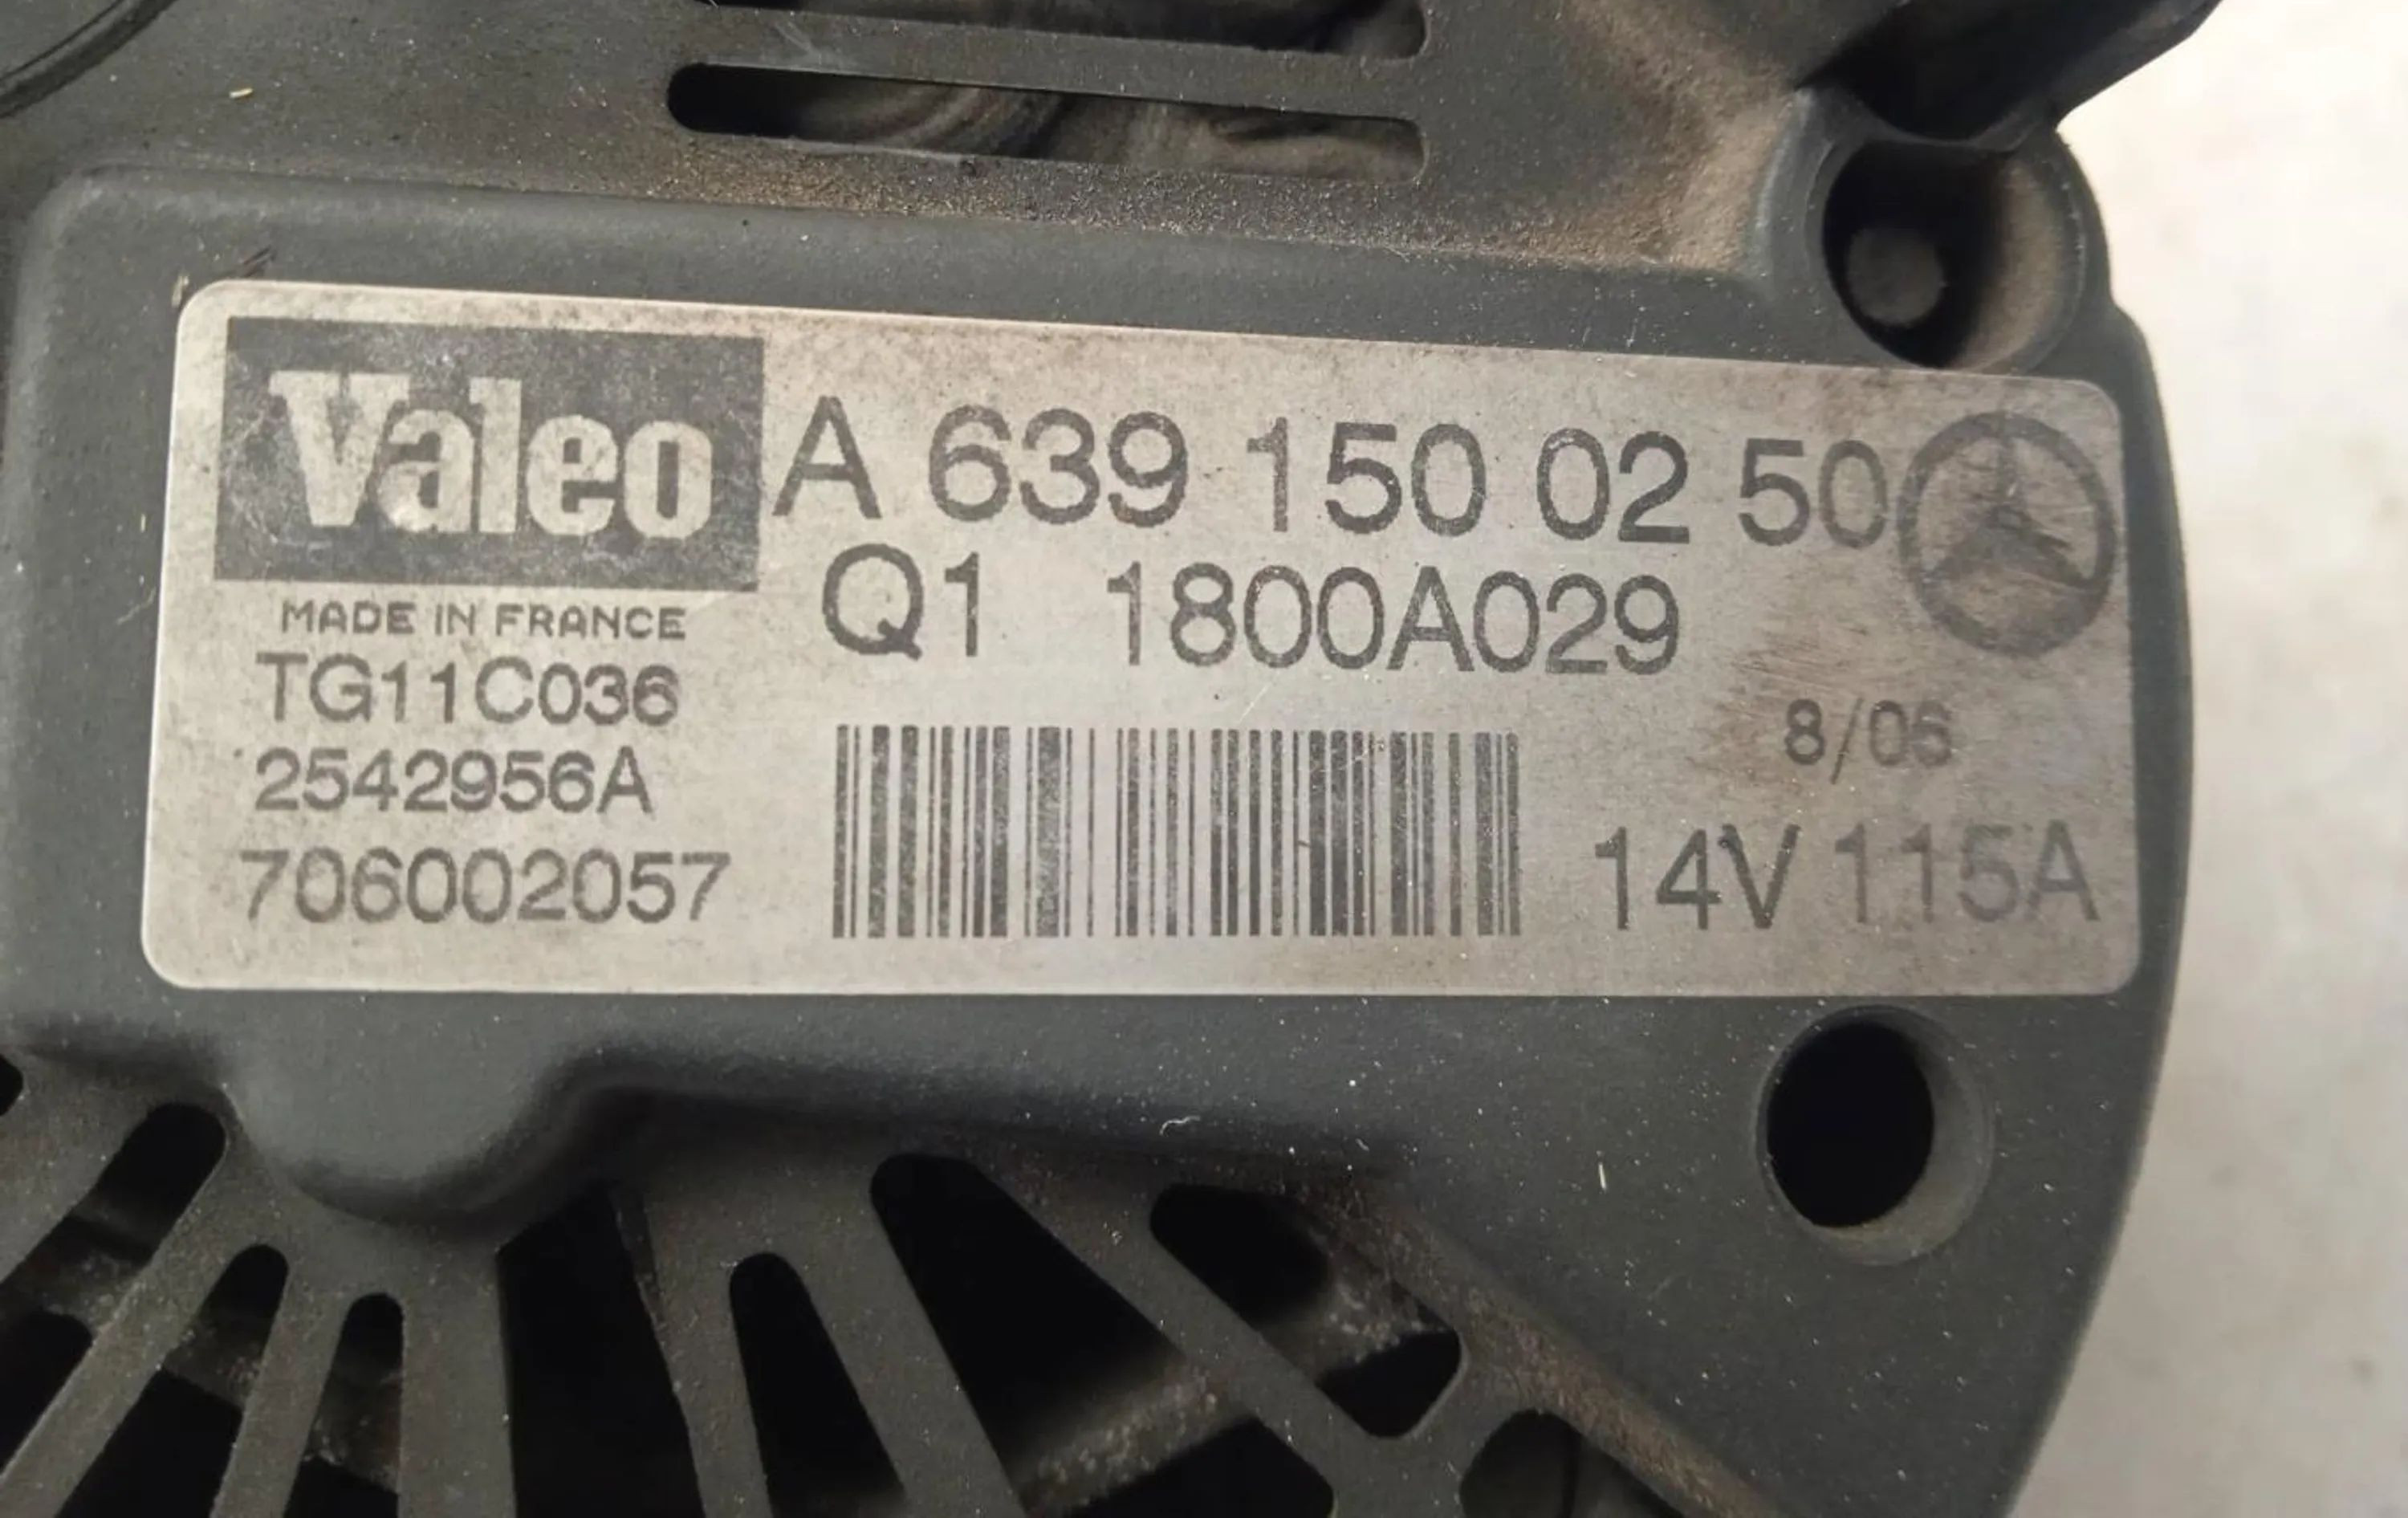 Valeo
MADE IN FRANCE
TG11C036
2542956A
706002057
A 639 150 02 50
Q1 1800A029
8/06
14V 115A